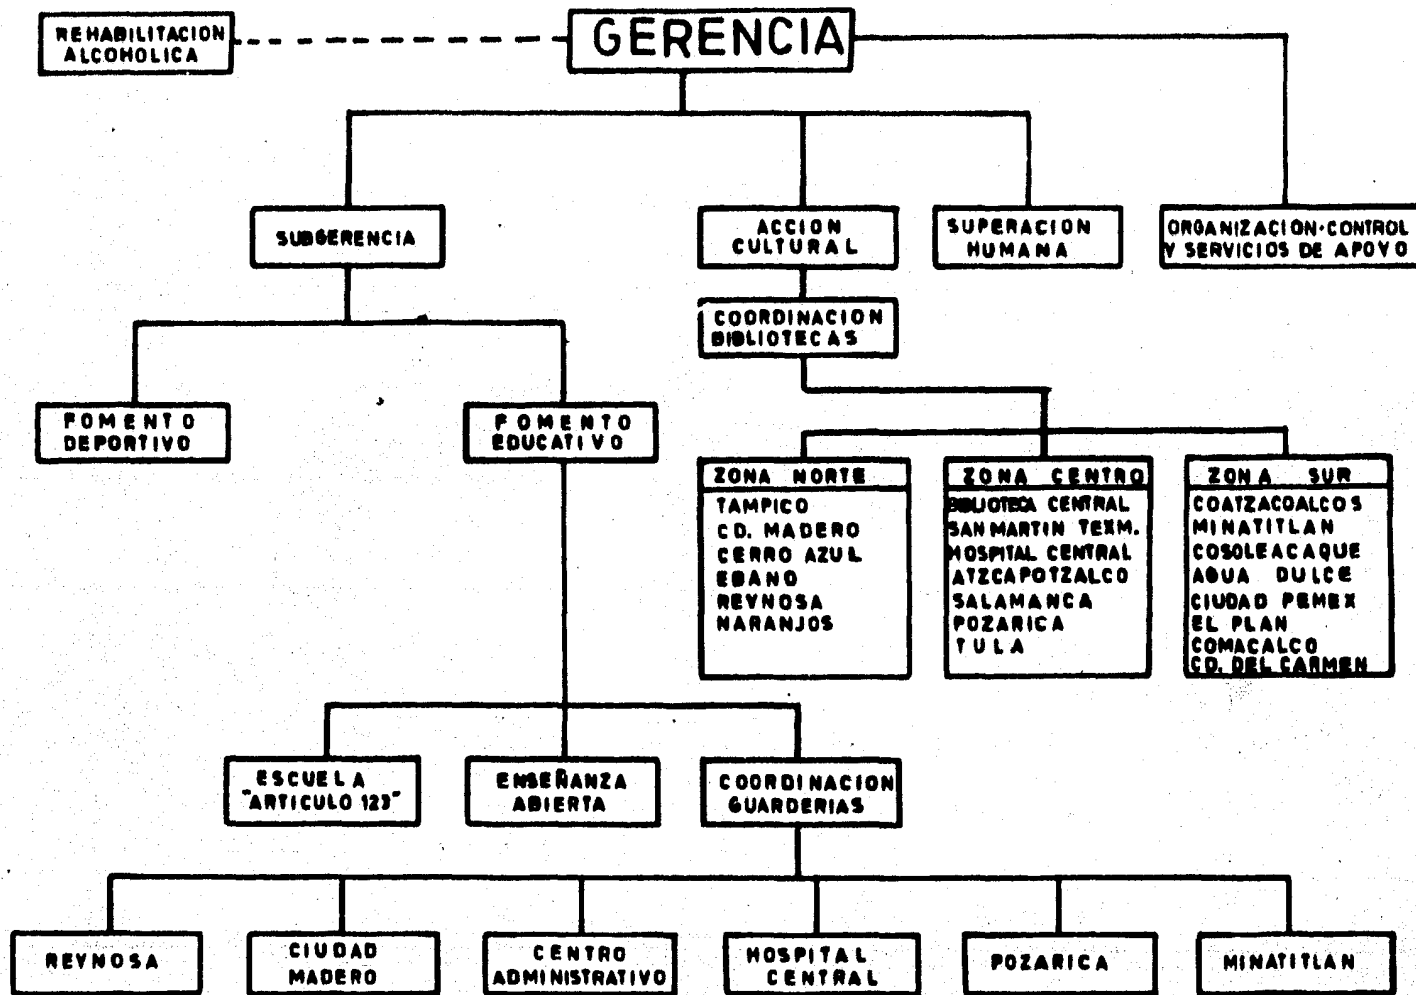 REHABILITACION
ALCOHOLICA
GERENCIA
SUBGERENCIA
ACCION
CULTURAL
SUPERACION
HUMANA
ORGANIZACION-CONTROL
Y SERVICIOS DE APOYO
COORDINACION
BIBLIOTECAS
FOMENTO
DEPORTIVO
FOMENTO
EDUCATIVO
ZONA NORTE
TAMPICO
CD. MADERO
CERRO AZUL
EBANO
REYNOSA
NARANJOS
ZONA CENTRO
BIBLIOTECA CENTRAL
SAN MARTIN TEXM.
HOSPITAL CENTRAL
ATZCAPOTZALCO
SALAMANCA
POZARICA
TULA
ZONA SUR
COATZACOALCOS
MINATITLAN
COSOLEACAQUE
AGUA DULCE
CIUDAD PEMEX
EL PLAN
COMACALCO
CD. DEL CARMEN
ESCUELA
"ARTICULO 123"
ENSEÑANZA
ABIERTA
COORDINACION
GUARDERIAS
REYNOSA
CIUDAD
MADERO
CENTRO
ADMINISTRATIVO
HOSPITAL
CENTRAL
POZARICA
MINATITLAN